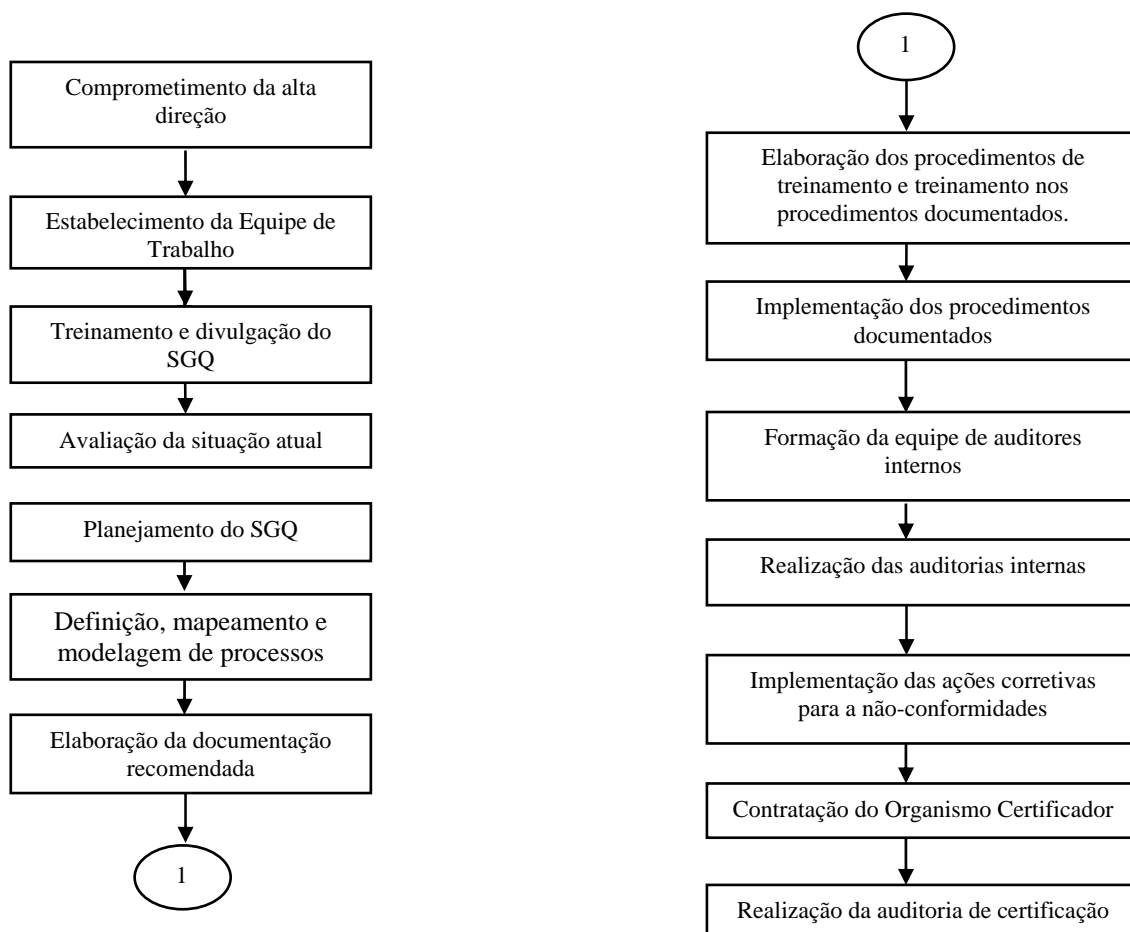 Comprometimento da alta
direção
Estabelecimento da Equipe de
Trabalho
Treinamento e divulgação do
SGQ
Avaliação da situação atual
Planejamento do SGQ
Definição, mapeamento e
modelagem de processos
Elaboração da documentação
recomendada
1
1
Elaboração dos procedimentos de
treinamento e treinamento nos
procedimentos documentados.
Implementação dos procedimentos
documentados
Formação da equipe de auditores
internos
Realização das auditorias internas
Implementação das ações corretivas
para a não-conformidades
Contratação do Organismo Certificador
Realização da auditoria de certificação